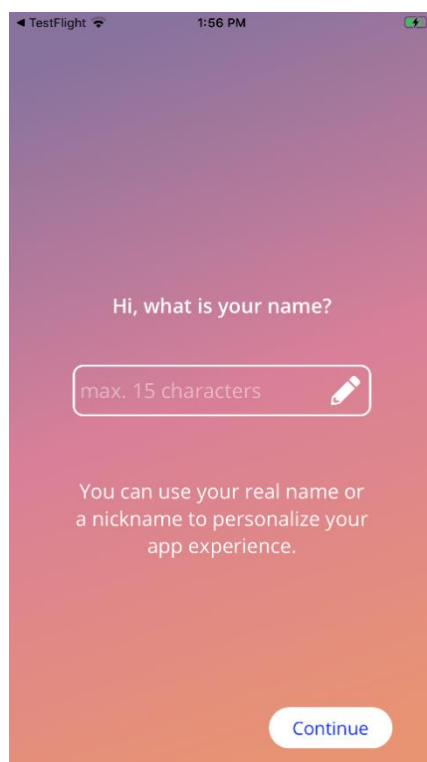 ◀ TestFlight 1:56 PM
Hi, what is your name?
max. 15 characters
You can use your real name or
a nickname to personalize your
app experience.
Continue